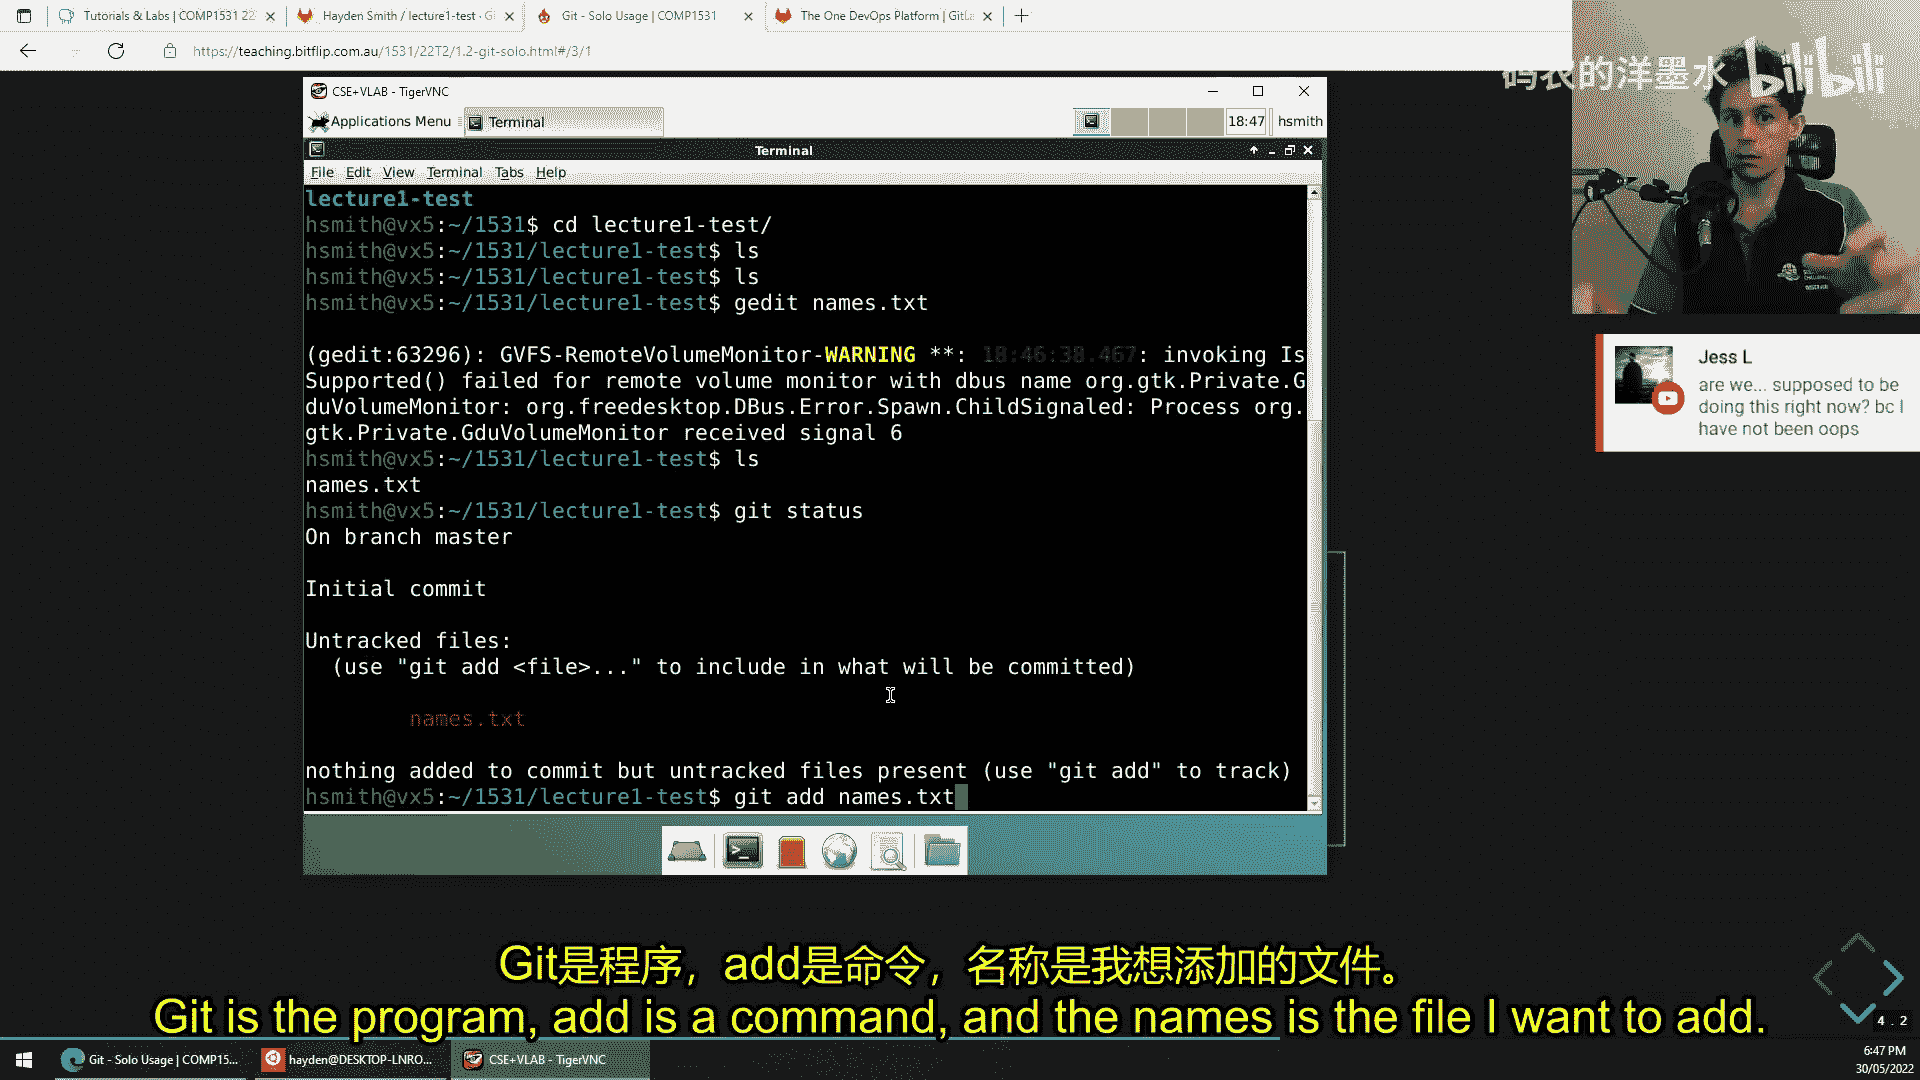 Tutorials & Labs | COMP1531 22
Hayden Smith / lecture1-test · G
Git - Solo Usage | COMP1531
The One DevOps Platform | GitLa
https://teaching.bitflip.com.au/1531/22T2/1.2-git-solo.html#/3/1
码农的洋墨水 bilibili
CSE+VLAB - TigerVNC
Applications Menu
Terminal
18:47
hsmith
Terminal
File Edit View Terminal Tabs Help
lecture1-test
hsmith@vx5:~/1531$ cd lecture1-test/
hsmith@vx5:~/1531/lecture1-test$ ls
hsmith@vx5:~/1531/lecture1-test$ ls
hsmith@vx5:~/1531/lecture1-test$ gedit names.txt
(gedit:63296): GVFS-RemoteVolumeMonitor-WARNING **: 18:46:38.467: invoking Is
Supported() failed for remote volume monitor with dbus name org.gtk.Private.G
duVolumeMonitor: org.freedesktop.DBus.Error.Spawn.ChildSignaled: Process org.
gtk.Private.GduVolumeMonitor received signal 6
hsmith@vx5:~/1531/lecture1-test$ ls
names.txt
hsmith@vx5:~/1531/lecture1-test$ git status
On branch master
Initial commit
Untracked files:
(use "git add <file>..." to include in what will be committed)
names.txt
nothing added to commit but untracked files present (use "git add" to track)
hsmith@vx5:~/1531/lecture1-test$ git add names.txt
Jess L
are we... supposed to be
doing this right now? bc I
have not been oops
Git是程序，add是命令，名称是我想添加的文件。
Git is the program, add is a command, and the names is the file I want to add.
4 . 2
Git - Solo Usage | COMP15...
hayden@DESKTOP-LNRO...
CSE+VLAB - TigerVNC
6:47 PM
30/05/2022